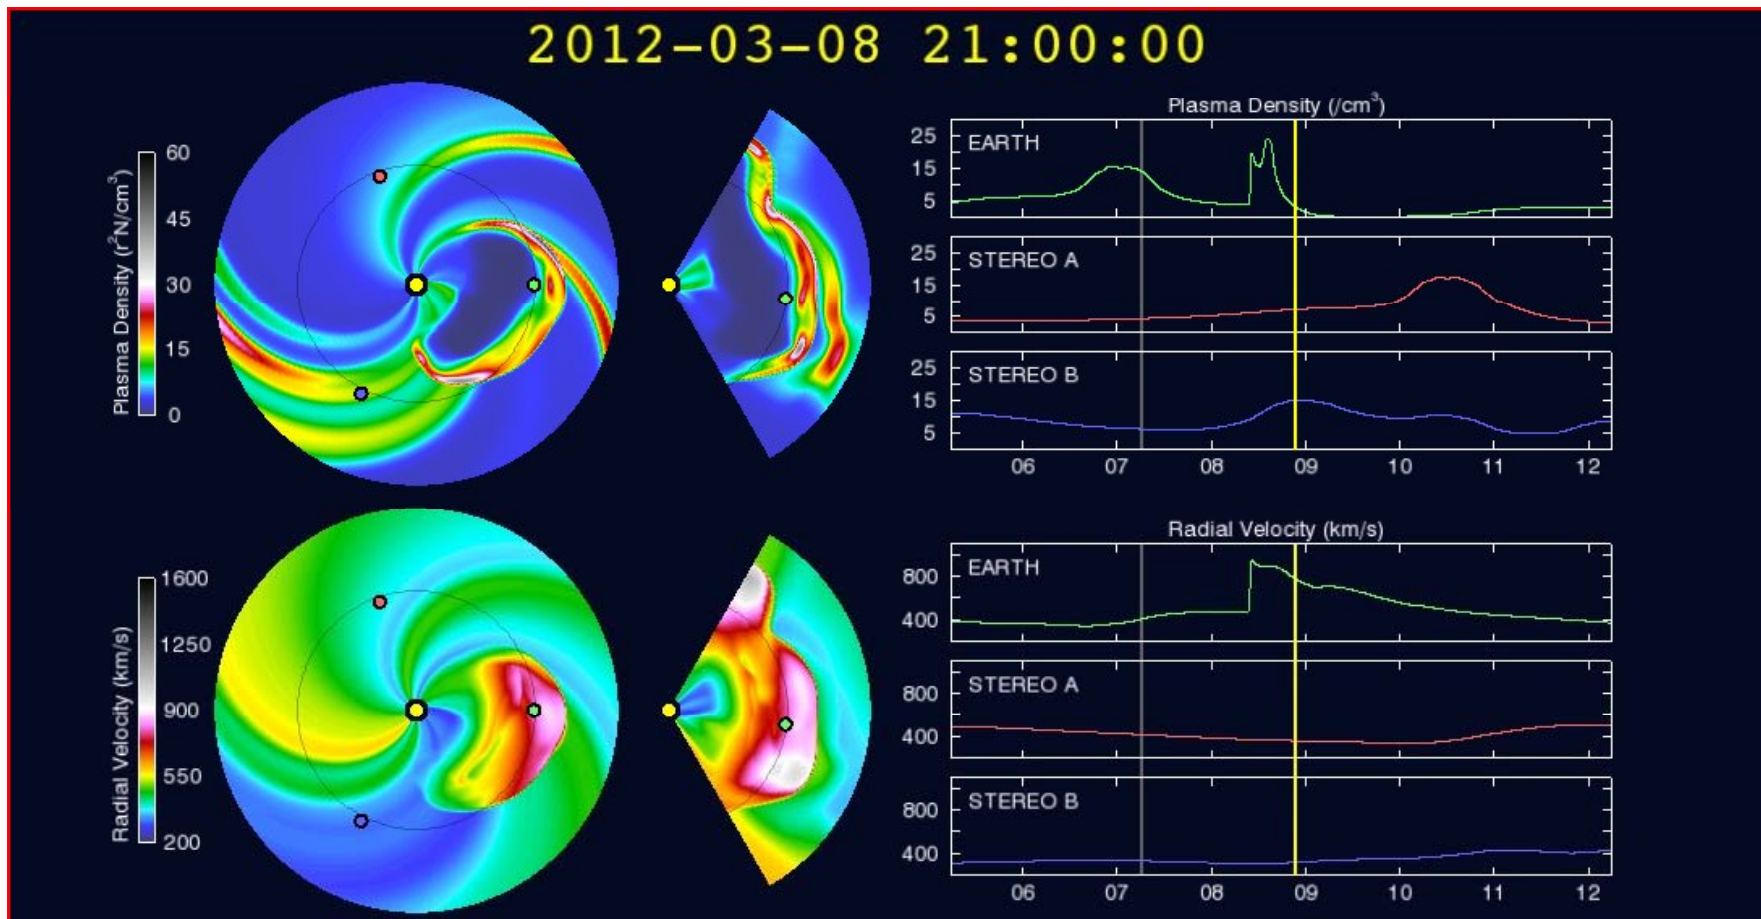 2012-03-08 21:00:00
Plasma Density (r²N/cm³)
60
45
30
15
0
Plasma Density (/cm³)
EARTH
25
15
5
STEREO A
25
15
5
STEREO B
25
15
5
06 07 08 09 10 11 12
Radial Velocity (km/s)
1600
1250
900
550
200
Radial Velocity (km/s)
EARTH
800
400
STEREO A
800
400
STEREO B
800
400
06 07 08 09 10 11 12